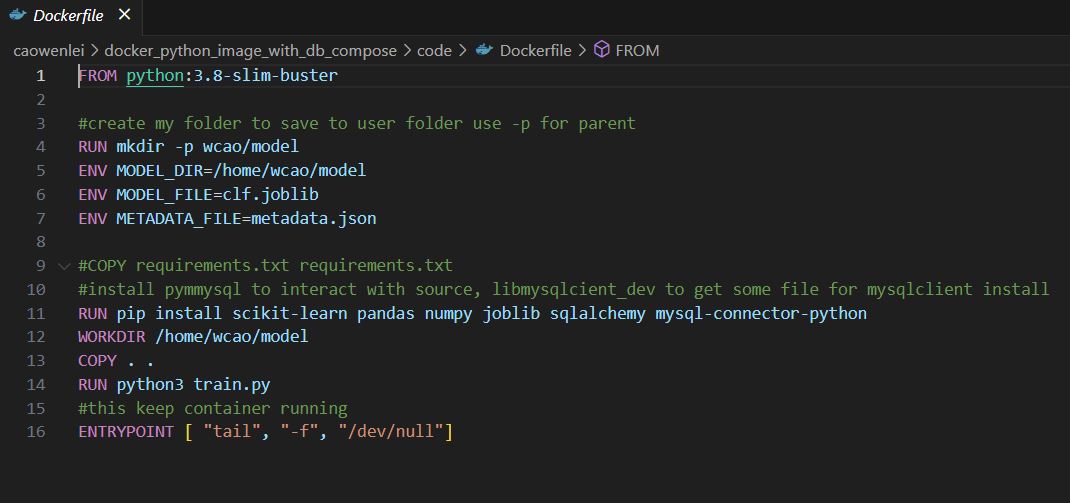 Dockerfile
caowenlei > docker_python_image_with_db_compose > code > Dockerfile > FROM
1 FROM python:3.8-slim-buster
2
3 #create my folder to save to user folder use -p for parent
4 RUN mkdir -p wcao/model
5 ENV MODEL_DIR=/home/wcao/model
6 ENV MODEL_FILE=clf.joblib
7 ENV METADATA_FILE=metadata.json
8
9 #COPY requirements.txt requirements.txt
10 #install pymmysql to interact with source, libmysqlcient_dev to get some file for mysqlclient install
11 RUN pip install scikit-learn pandas numpy joblib sqlalchemy mysql-connector-python
12 WORKDIR /home/wcao/model
13 COPY . .
14 RUN python3 train.py
15 #this keep container running
16 ENTRYPOINT [ "tail", "-f", "/dev/null"]